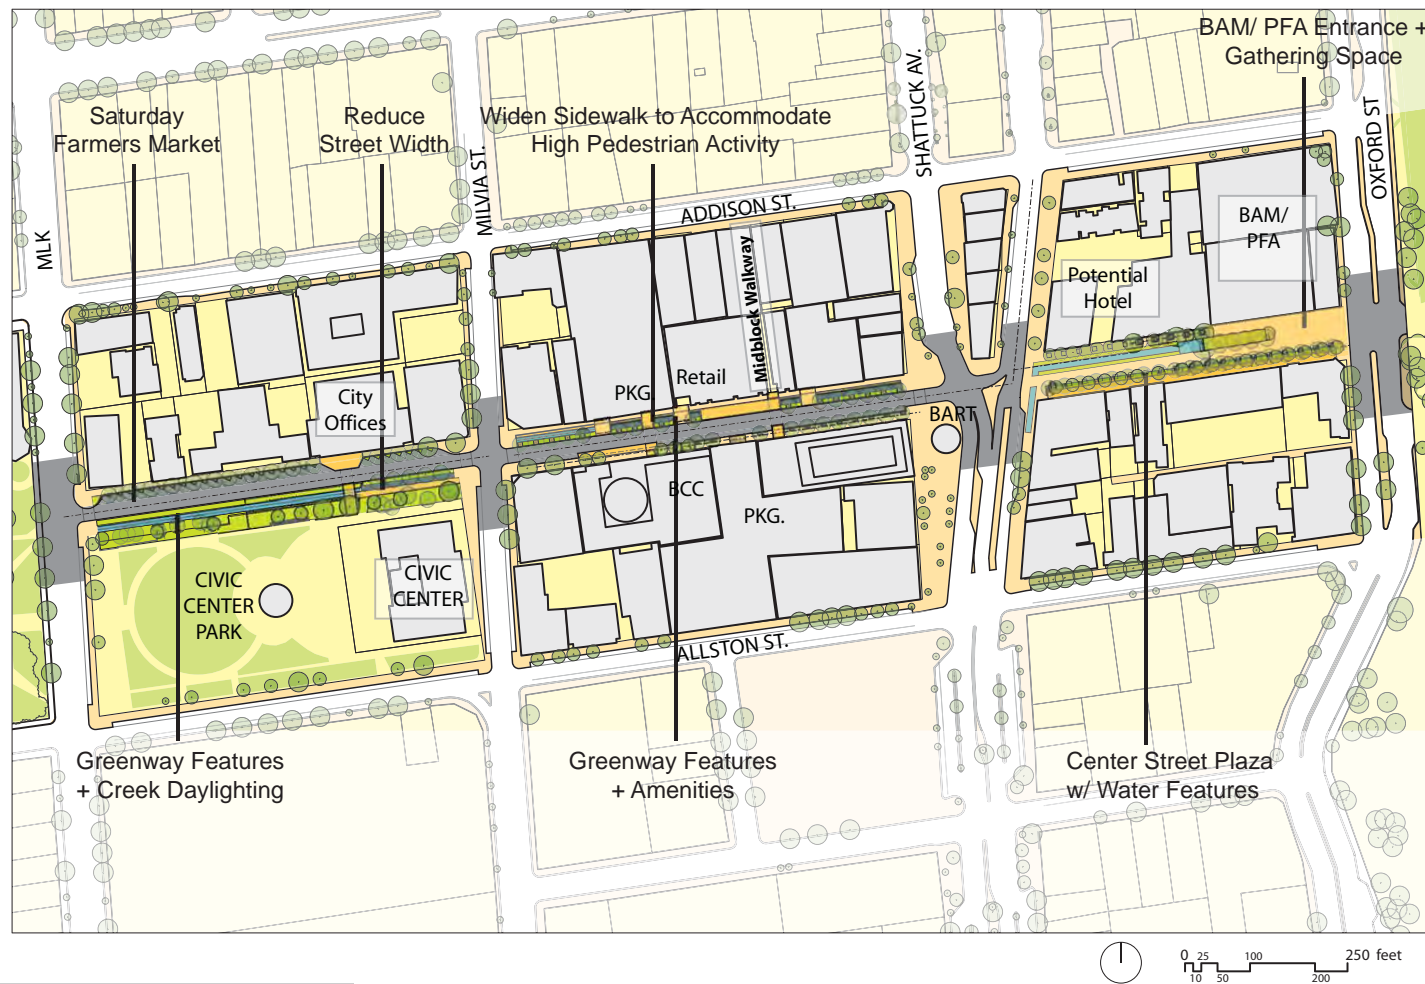 BAM/ PFA Entrance +
Gathering Space
Saturday
Farmers Market
Reduce
Street Width
Widen Sidewalk to Accommodate
High Pedestrian Activity
SHATTUCK AV.
OXFORD ST
MLK
MILVIA ST.
ADDISON ST.
BAM/
PFA
Potential
Hotel
Midblock Walkway
Retail
PKG.
City
Offices
BART
BCC
PKG.
CIVIC
CENTER
PARK
CIVIC
CENTER
ALLSTON ST.
Greenway Features
+ Creek Daylighting
Greenway Features
+ Amenities
Center Street Plaza
w/ Water Features
0 25 100 250 feet
10 50 200